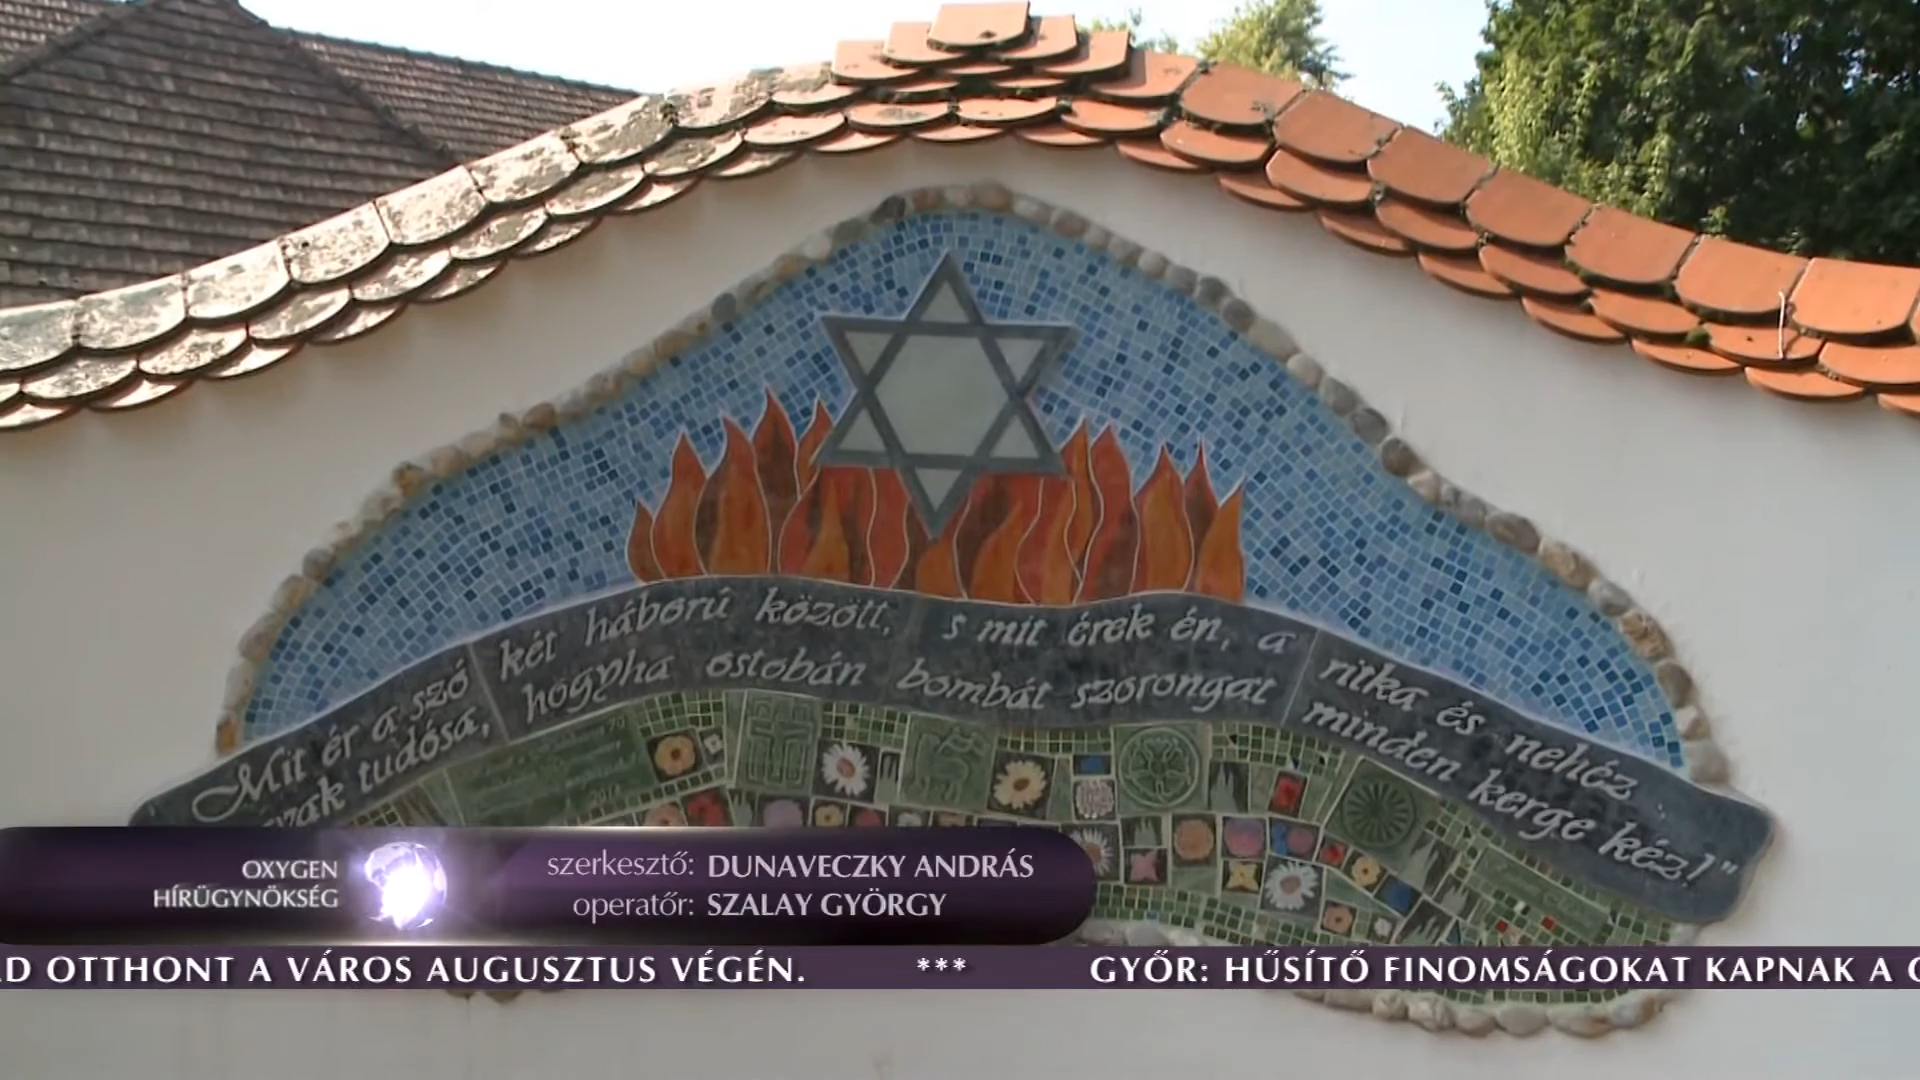 Mit ér a szó két háború között, s mit érek én, a ritka és nehéz
tudósa, hogyha ostobán bombát szorongat minden kerge kéz!"
OXYGEN
HÍRÜGYNÖKSÉG
szerkesztő: DUNAVECZKY ANDRÁS
operatőr: SZALAY GYÖRGY
OTTHONT A VÁROS AUGUSZTUS VÉGÉN. *** GYŐR: HŰSÍTŐ FINOMSÁGOKAT KAPNAK A